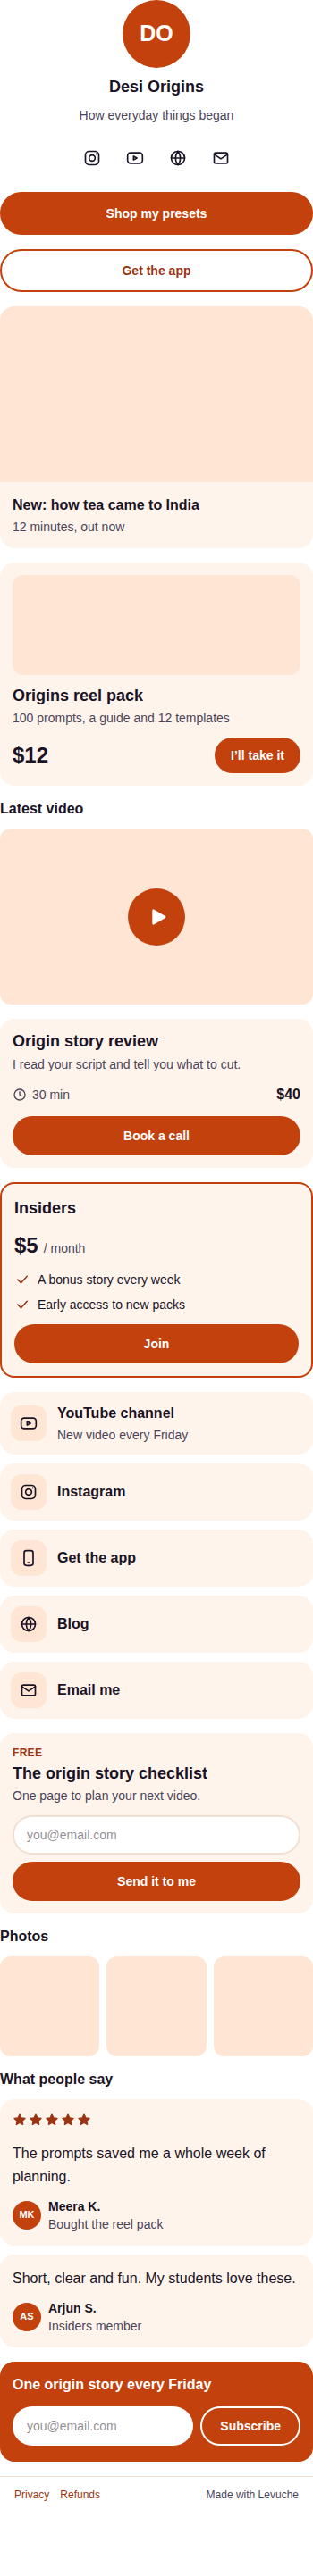 DO
Desi Origins
How everyday things began
Shop my presets
Get the app
New: how tea came to India
12 minutes, out now
Origins reel pack
100 prompts, a guide and 12 templates
$12
I’ll take it
Latest video
Origin story review
I read your script and tell you what to cut.
30 min
$40
Book a call
Insiders
$5 / month
A bonus story every week
Early access to new packs
Join
YouTube channel
New video every Friday
Instagram
Get the app
Blog
Email me
FREE
The origin story checklist
One page to plan your next video.
you@email.com
Send it to me
Photos
What people say
The prompts saved me a whole week of
planning.
MK
Meera K.
Bought the reel pack
Short, clear and fun. My students love these.
AS
Arjun S.
Insiders member
One origin story every Friday
you@email.com
Subscribe
Privacy Refunds
Made with Levuche